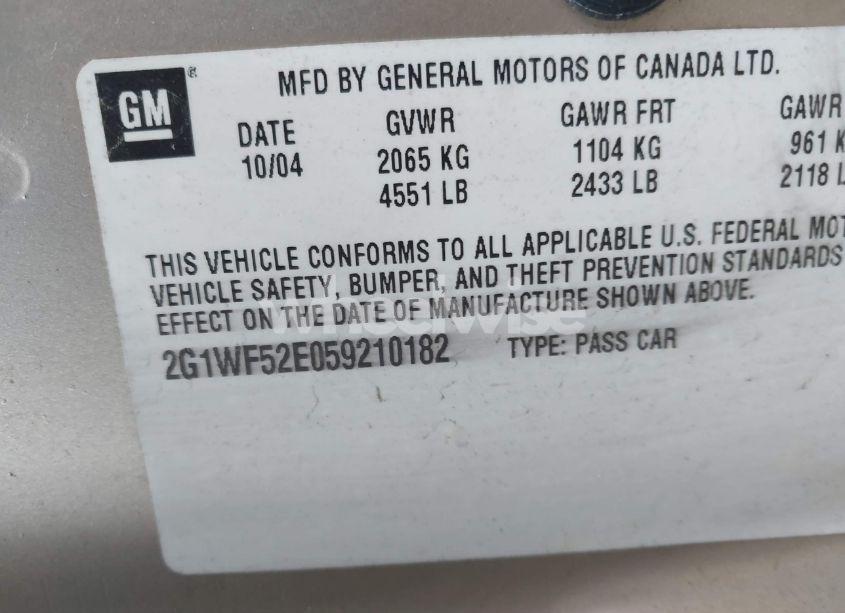 GM®
MFD BY GENERAL MOTORS OF CANADA LTD.
DATE GVWR GAWR FRT GAWR
10/04 2065 KG 1104 KG 961 K
4551 LB 2433 LB 2118 L
THIS VEHICLE CONFORMS TO ALL APPLICABLE U.S. FEDERAL MOT
VEHICLE SAFETY, BUMPER, AND THEFT PREVENTION STANDARDS
EFFECT ON THE DATE OF MANUFACTURE SHOWN ABOVE.
wheelwise
2G1WF52E059210182 TYPE: PASS CAR